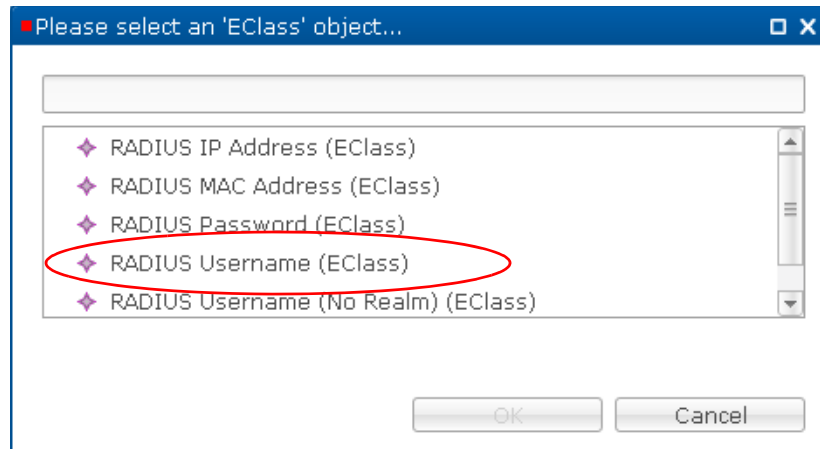 Please select an 'EClass' object...
RADIUS IP Address (EClass)
RADIUS MAC Address (EClass)
RADIUS Password (EClass)
RADIUS Username (EClass)
RADIUS Username (No Realm) (EClass)
OK Cancel